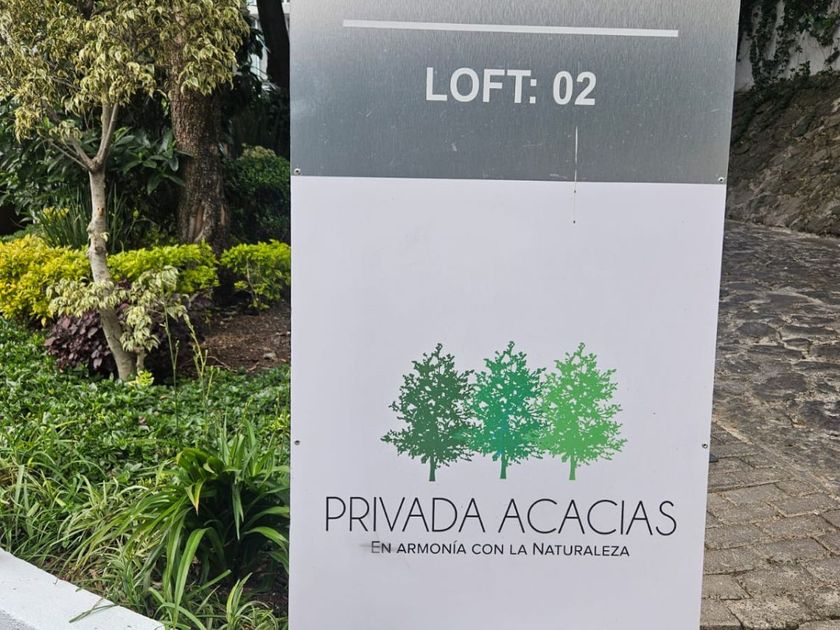 LOFT: 02
PRIVADA ACACIAS
EN ARMONÍA CON LA NATURALEZA